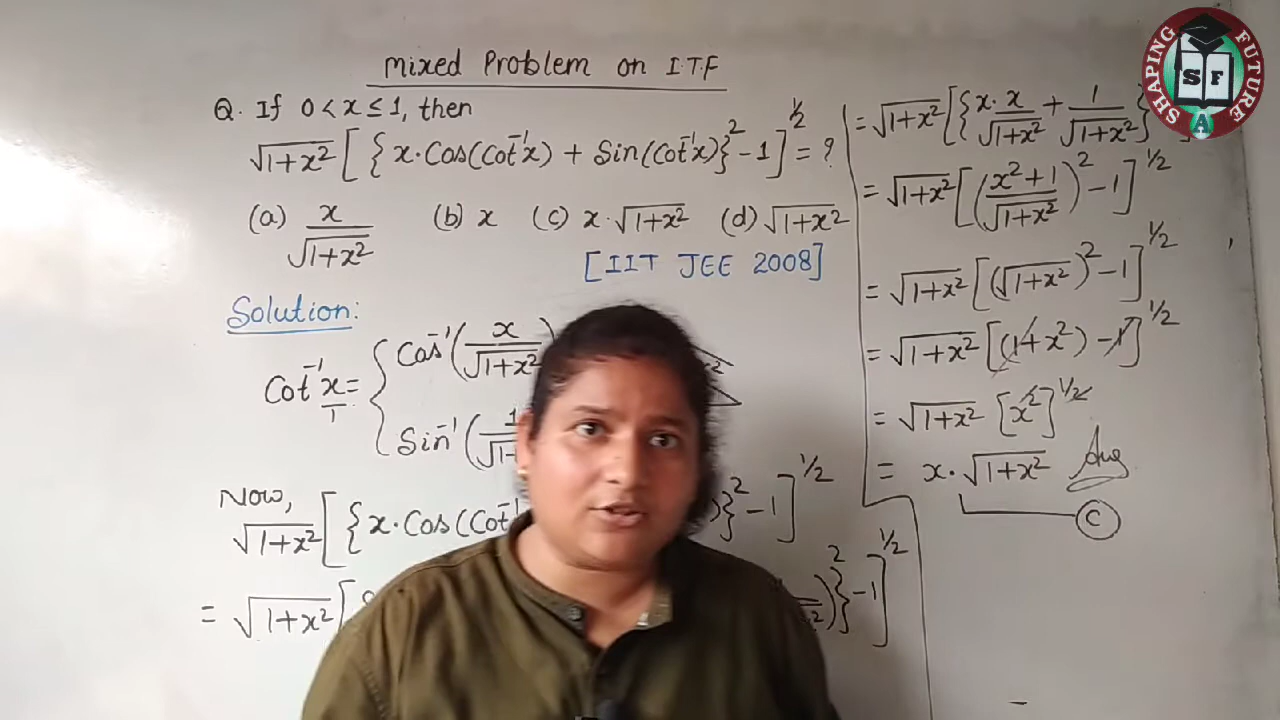 Mixed Problem on I.T.F
Q. If 0 < x ≤ 1, then
√(1+x²) [ { x·Cos(Cot⁻¹x) + Sin(Cot⁻¹x)}² - 1 ]^½ = ?
(a) x/√(1+x²) (b) x (c) x·√(1+x²) (d) √(1+x²)
[IIT JEE 2008]
Solution:
Cot⁻¹ x/1 = { Cos⁻¹( x/√(1+x²) )
Sin⁻¹( 1/√(1
Now,
√(1+x²) [ { x·Cos(Cot⁻¹ )}² - 1 ]^½
= √(1+x²) [ )}² - 1 ]^½
= √(1+x²) [ { x· x/√(1+x²) + 1/√(1+x²) }
= √(1+x²) [ ( (x²+1)/√(1+x²) )² - 1 ]^½
= √(1+x²) [ (√(1+x²))² - 1 ]^½
= √(1+x²) [ (1+x²) - 1 ]^½
= √(1+x²) [x²]^½
= x·√(1+x²) Ans
C
SHAPING FUTURE
S F
A